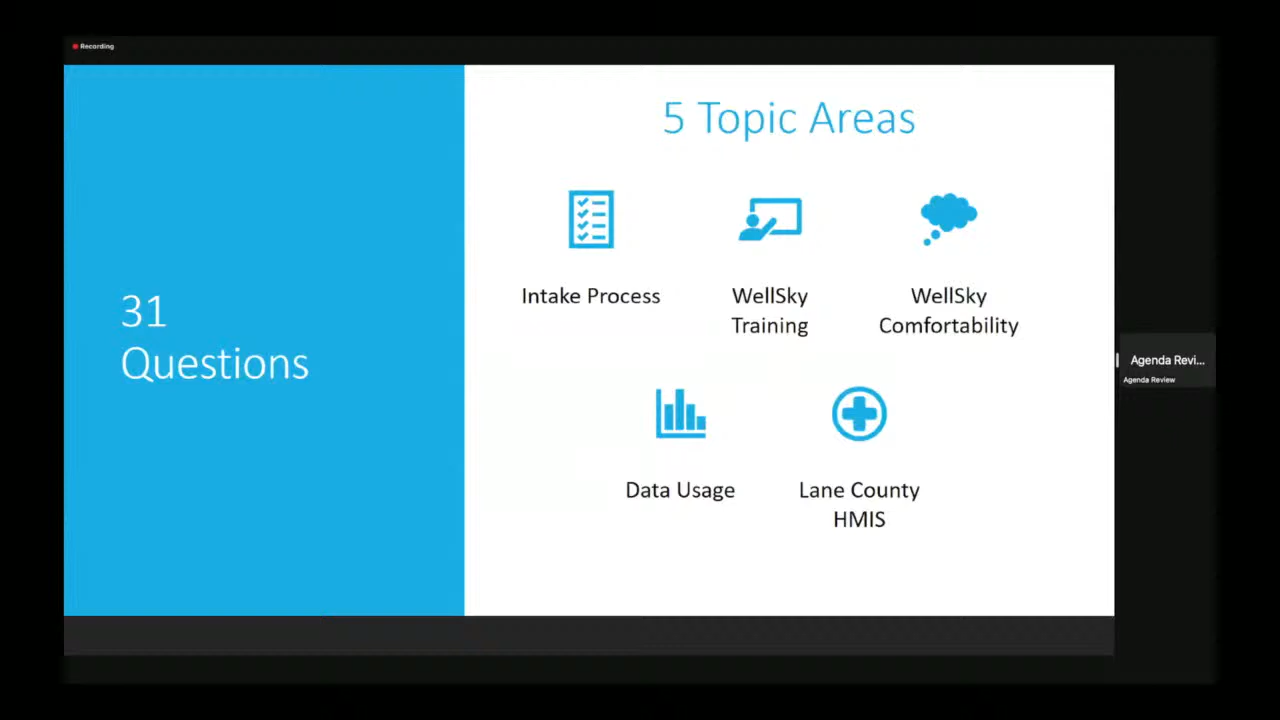 Recording
31
Questions
5 Topic Areas
Intake Process
WellSky
Training
WellSky
Comfortability
Data Usage
Lane County
HMIS
Agenda Revi...
Agenda Review